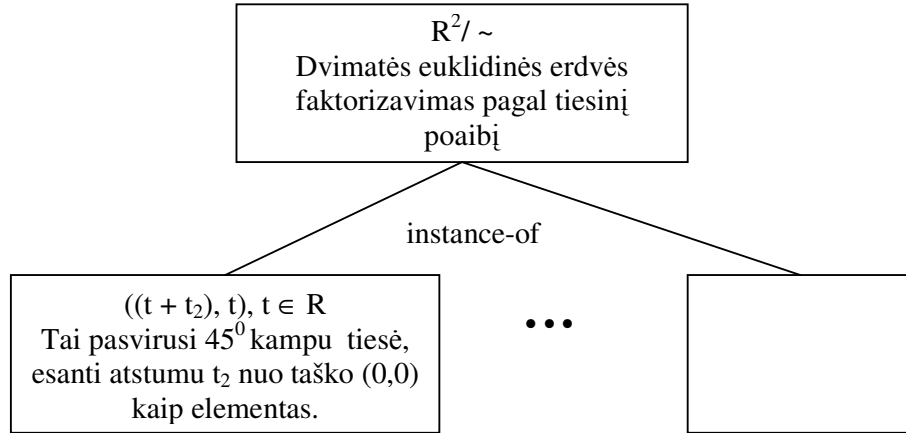 R²/ ~
Dvimatės euklidinės erdvės
faktorizavimas pagal tiesinį
poaibį
instance-of
((t + t₂), t), t ∈ R
Tai pasvirusi 45⁰ kampu tiesė,
esanti atstumu t₂ nuo taško (0,0)
kaip elementas.
•••